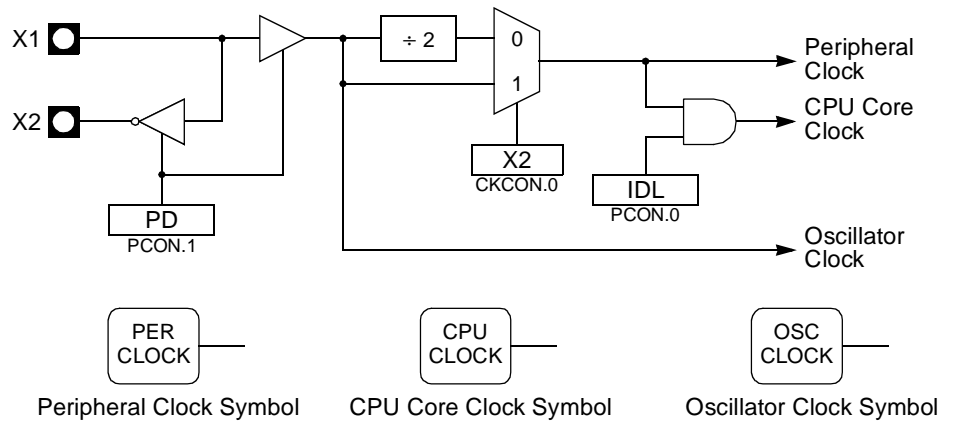 X1
÷ 2
0
1
Peripheral
Clock
X2
CPU Core
Clock
X2
CKCON.0
IDL
PCON.0
PD
PCON.1
Oscillator
Clock
PER
CLOCK
CPU
CLOCK
OSC
CLOCK
Peripheral Clock Symbol
CPU Core Clock Symbol
Oscillator Clock Symbol